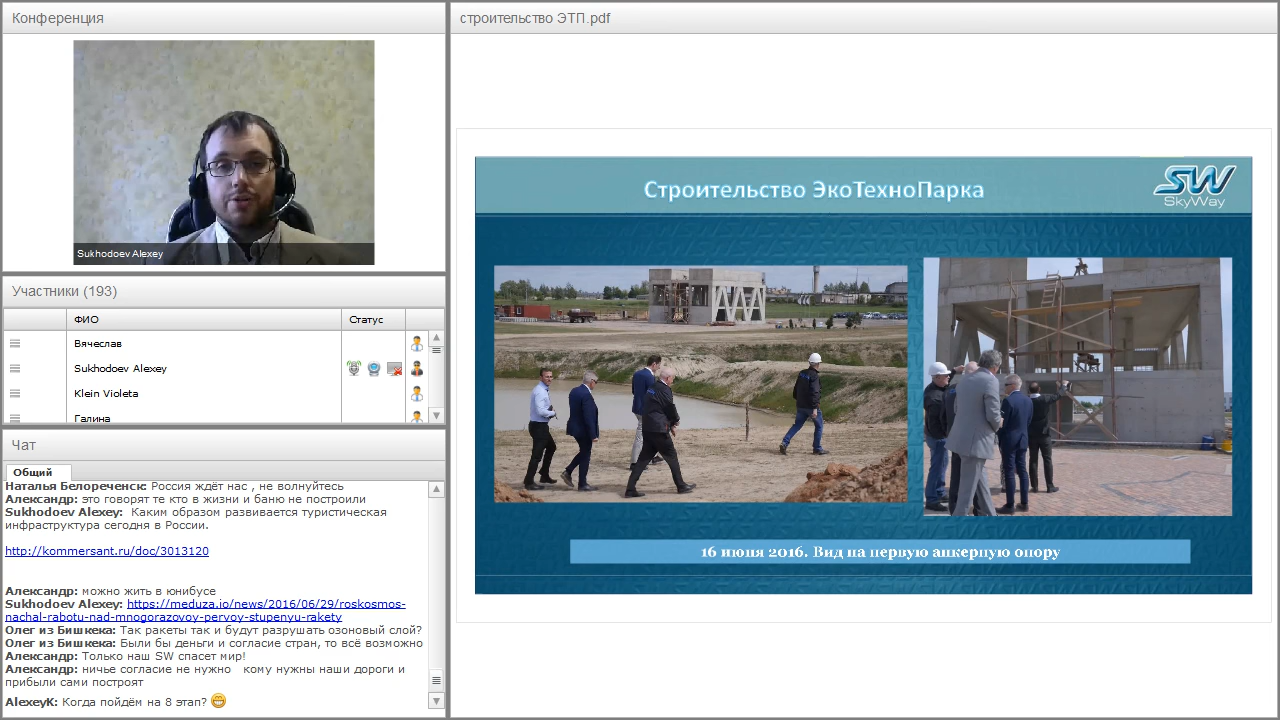 Конференция
Sukhodoev Alexey
Участники (193)
ФИО
Статус
Вячеслав
Sukhodoev Alexey
Klein Violeta
Галина
Чат
Общий
Наталья Белореченск: Россия ждёт нас , не волнуйтесь
Александр: это говорят те кто в жизни и баню не построили
Sukhodoev Alexey: Каким образом развивается туристическая
инфраструктура сегодня в России.
http://kommersant.ru/doc/3013120
Александр: можно жить в юнибусе
Sukhodoev Alexey: https://meduza.io/news/2016/06/29/roskosmos-
nachal-rabotu-nad-mnogorazovoy-pervoy-stupenyu-rakety
Олег из Бишкека: Так ракеты так и будут разрушать озоновый слой?
Олег из Бишкека: Были бы деньги и согласие стран, то всё возможно
Александр: Только наш SW спасет мир!
Александр: ничье согласие не нужно кому нужны наши дороги и
прибыли сами построят
AlexeyK: Когда пойдём на 8 этап?
строительство ЭТП.pdf
Строительство ЭкоТехноПарка
SW
SkyWay
16 июня 2016. Вид на первую анкерную опору